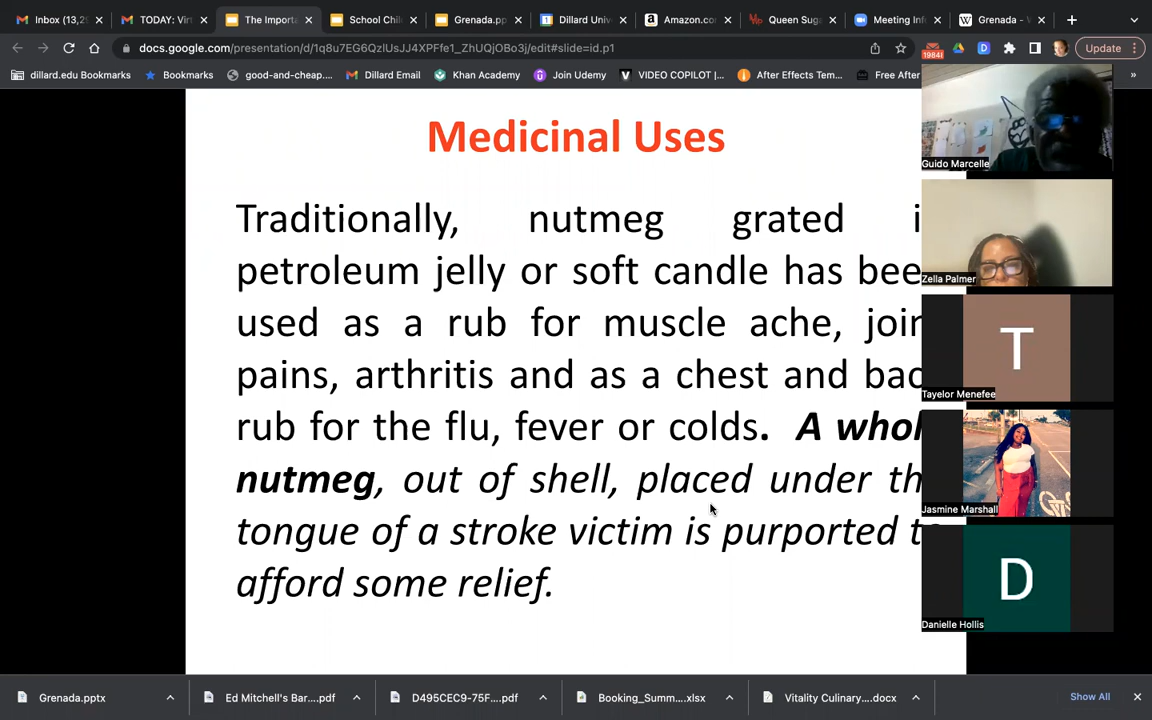 Inbox (13,29
TODAY: Virt
The Importa
School Chil
Grenada.pp
Dillard Univ
Amazon.co
Queen Suga
Meeting Inf
Grenada - W
docs.google.com/presentation/d/1q8u7EG6QzlUsJJ4XPFfe1_ZhUQjOBo3j/edit#slide=id.p1
1984
Update
dillard.edu Bookmarks
Bookmarks
good-and-cheap....
Dillard Email
Khan Academy
Join Udemy
VIDEO COPILOT |...
After Effects Tem...
Free After
Medicinal Uses
Traditionally, nutmeg grated i
petroleum jelly or soft candle has bee
used as a rub for muscle ache, join
pains, arthritis and as a chest and bac
rub for the flu, fever or colds. A whol
nutmeg, out of shell, placed under th
tongue of a stroke victim is purported t
afford some relief.
Guido Marcelle
Zella Palmer
T
Tayelor Menefee
Jasmine Marshall
D
Danielle Hollis
Grenada.pptx
Ed Mitchell's Bar....pdf
D495CEC9-75F....pdf
Booking_Summ....xlsx
Vitality Culinary....docx
Show All